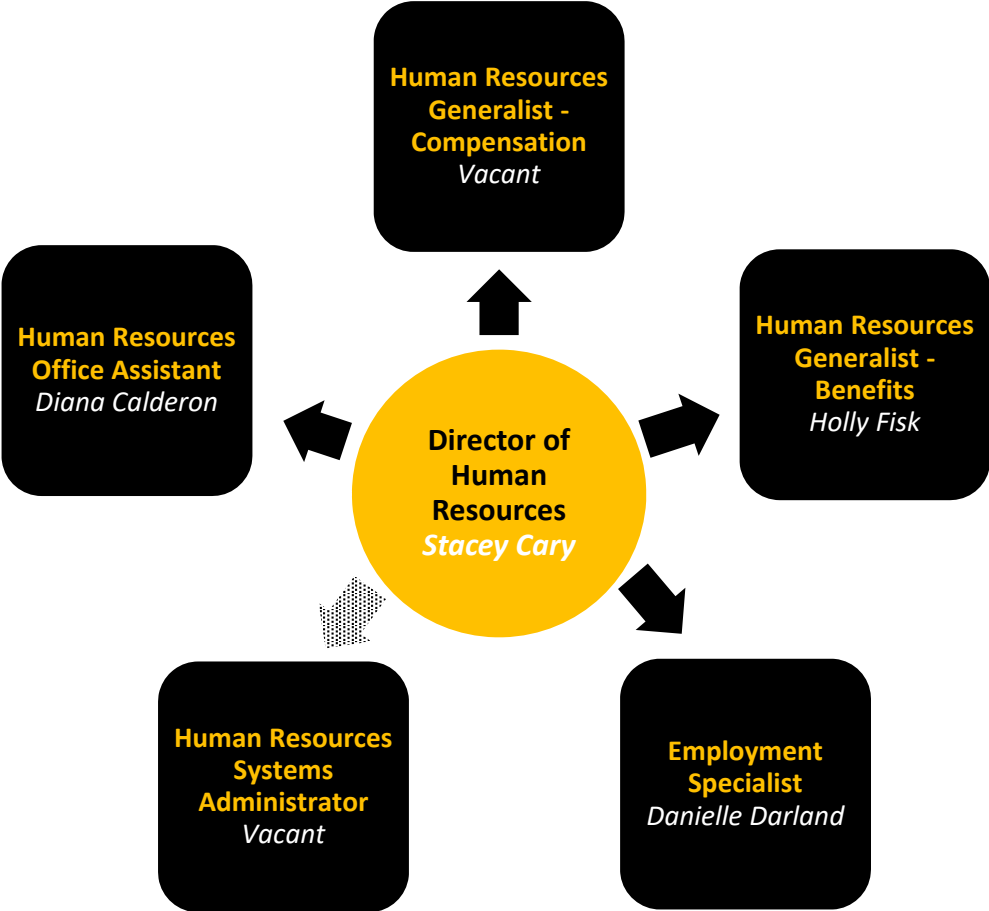 Human Resources
Generalist -
Compensation
Vacant
Human Resources
Office Assistant
Diana Calderon
Human Resources
Generalist -
Benefits
Holly Fisk
Director of
Human
Resources
Stacey Cary
Human Resources
Systems
Administrator
Vacant
Employment
Specialist
Danielle Darland